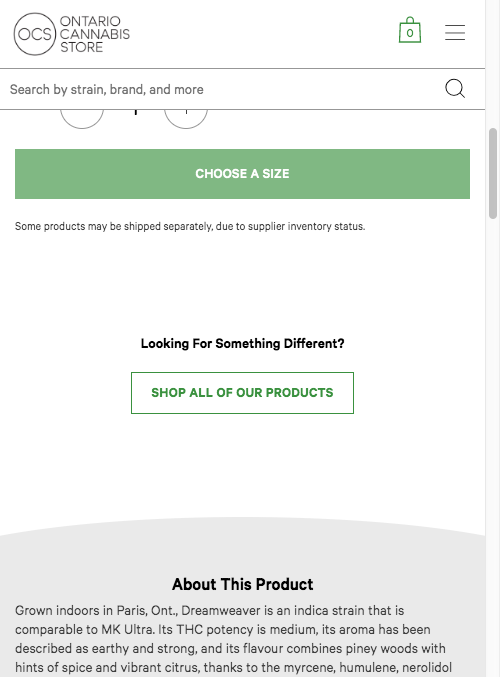 OCS ONTARIO
CANNABIS
STORE
0
Search by strain, brand, and more
CHOOSE A SIZE
Some products may be shipped separately, due to supplier inventory status.
Looking For Something Different?
SHOP ALL OF OUR PRODUCTS
About This Product
Grown indoors in Paris, Ont., Dreamweaver is an indica strain that is
comparable to MK Ultra. Its THC potency is medium, its aroma has been
described as earthy and strong, and its flavour combines piney woods with
hints of spice and vibrant citrus, thanks to the myrcene, humulene, nerolidol